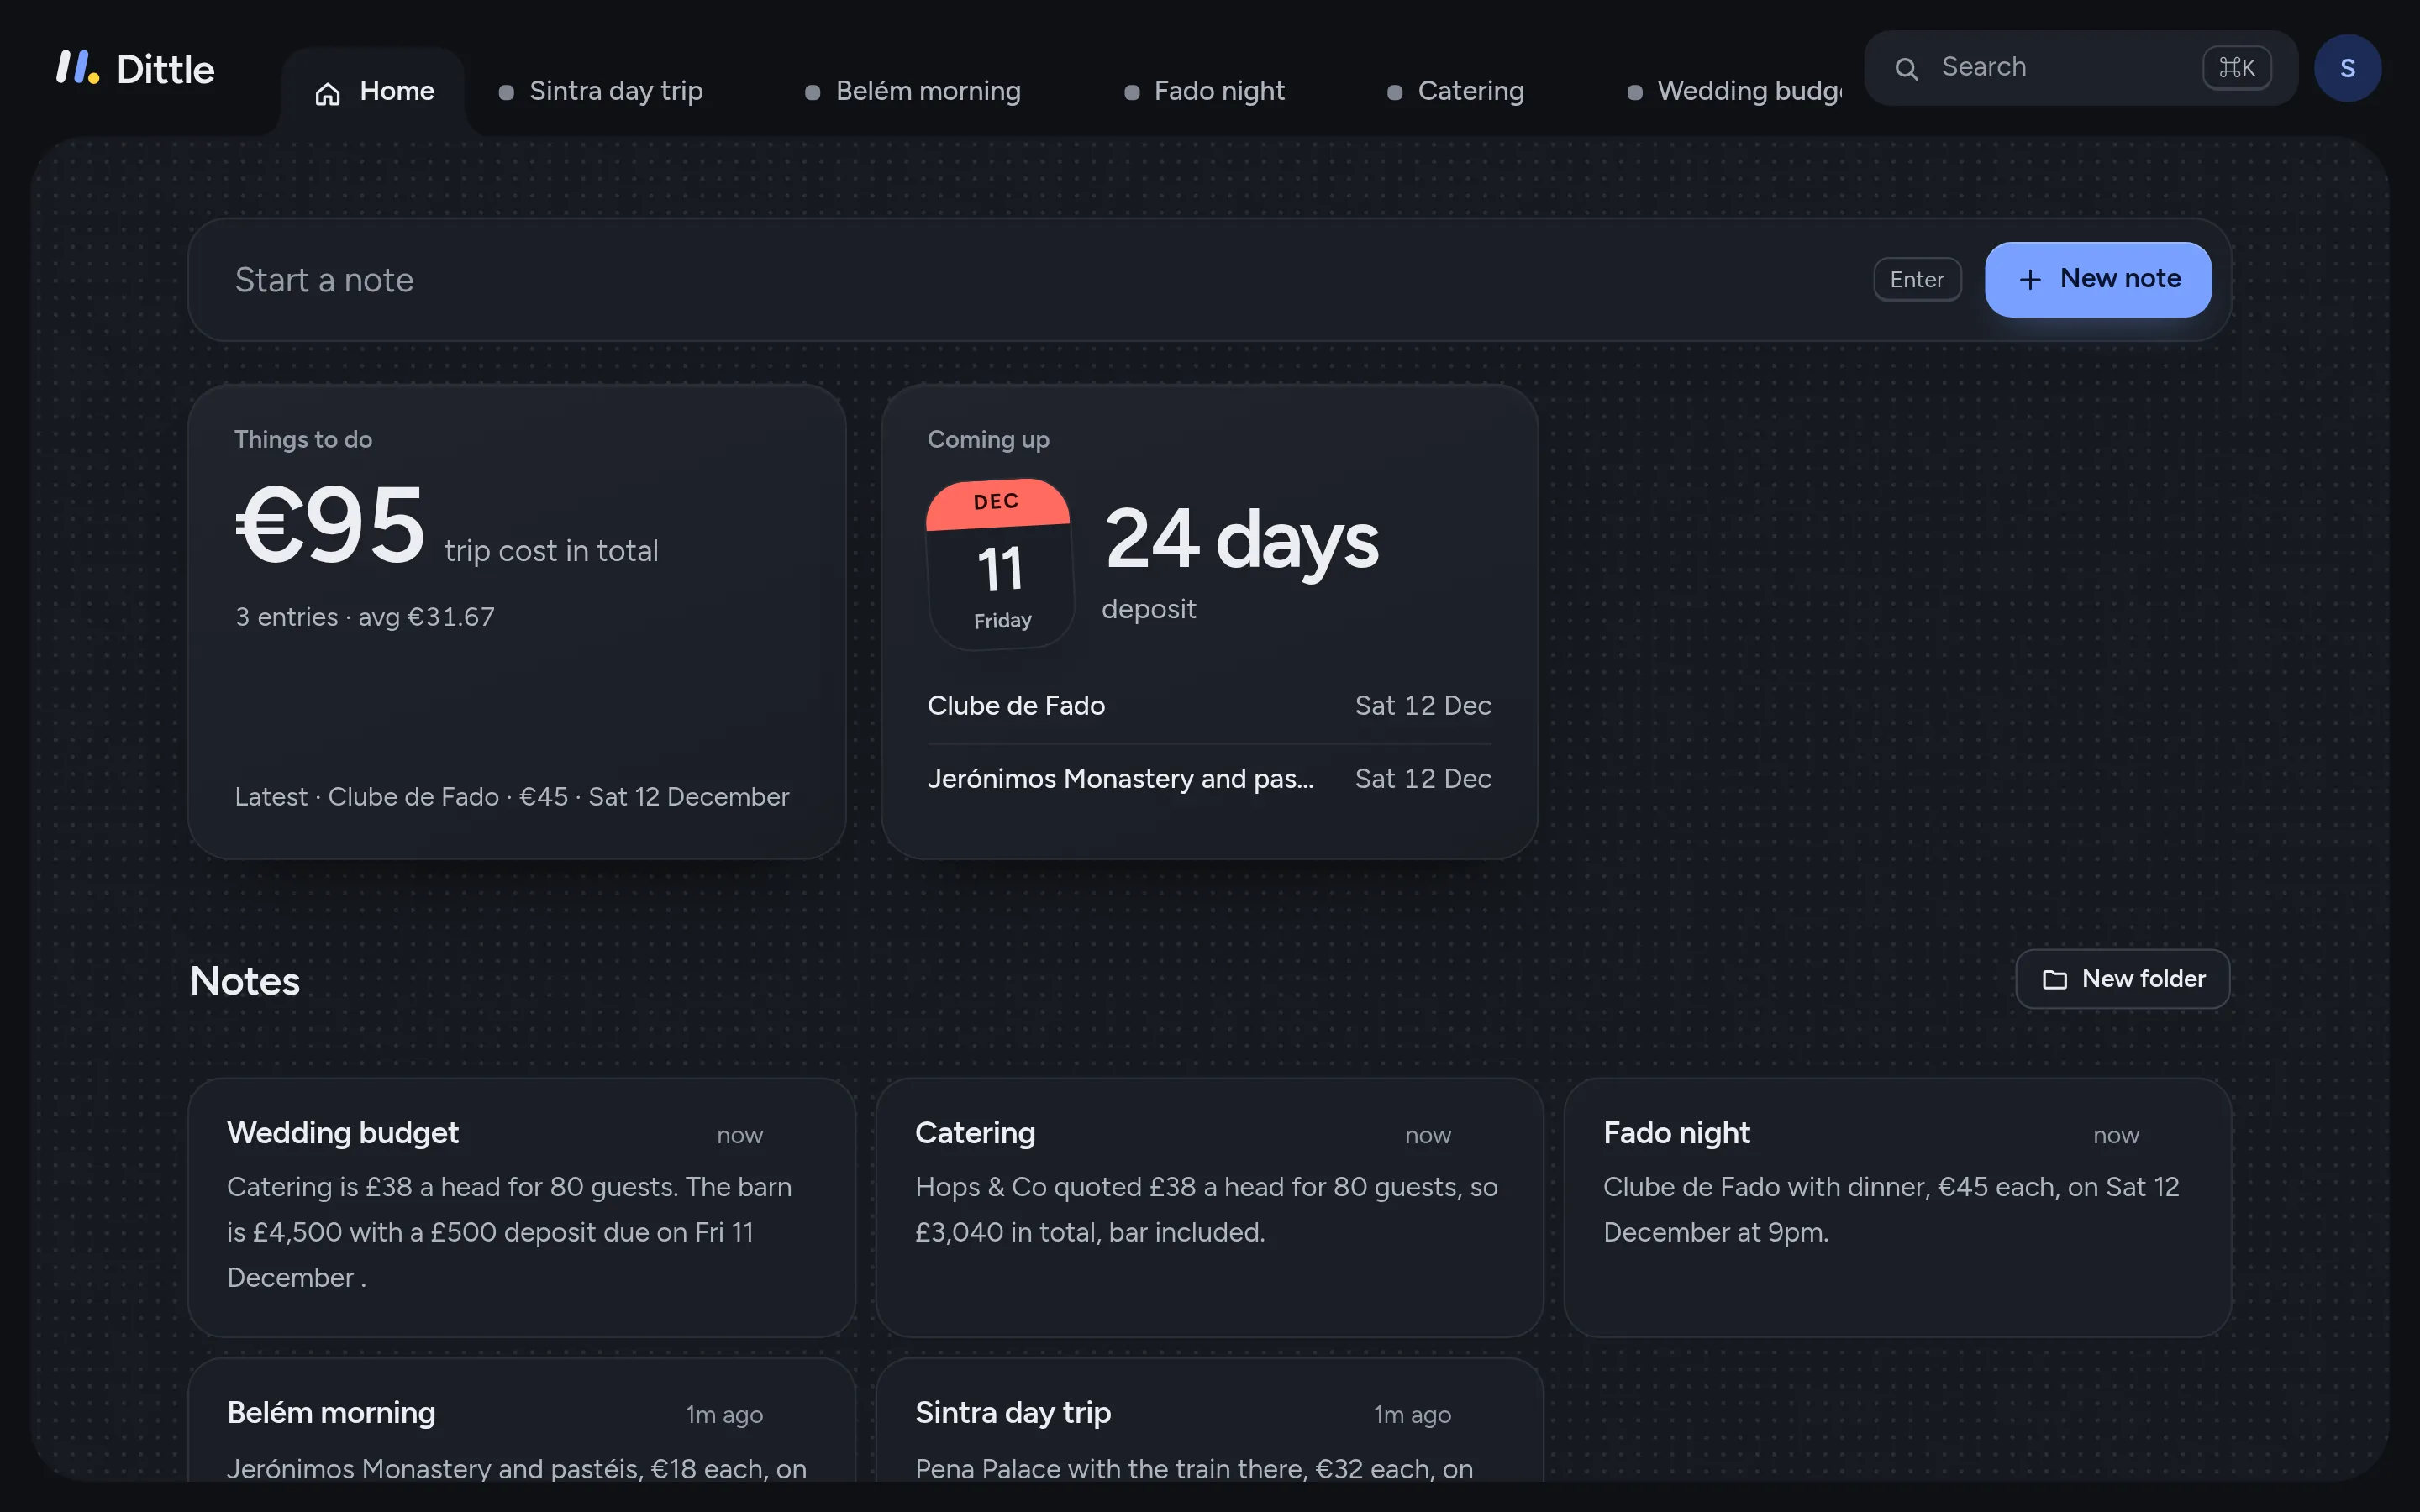 Dittle
Home
Sintra day trip
Belém morning
Fado night
Catering
Wedding budg
Search
⌘K
S
Start a note
Enter
New note
Things to do
€95 trip cost in total
3 entries · avg €31.67
Latest · Clube de Fado · €45 · Sat 12 December
Coming up
DEC
11
Friday
24 days
deposit
Clube de Fado Sat 12 Dec
Jerónimos Monastery and pas... Sat 12 Dec
Notes
New folder
Wedding budget now
Catering is £38 a head for 80 guests. The barn
is £4,500 with a £500 deposit due on Fri 11
December .
Catering now
Hops & Co quoted £38 a head for 80 guests, so
£3,040 in total, bar included.
Fado night now
Clube de Fado with dinner, €45 each, on Sat 12
December at 9pm.
Belém morning 1m ago
Jerónimos Monastery and pastéis, €18 each, on
Sintra day trip 1m ago
Pena Palace with the train there, €32 each, on